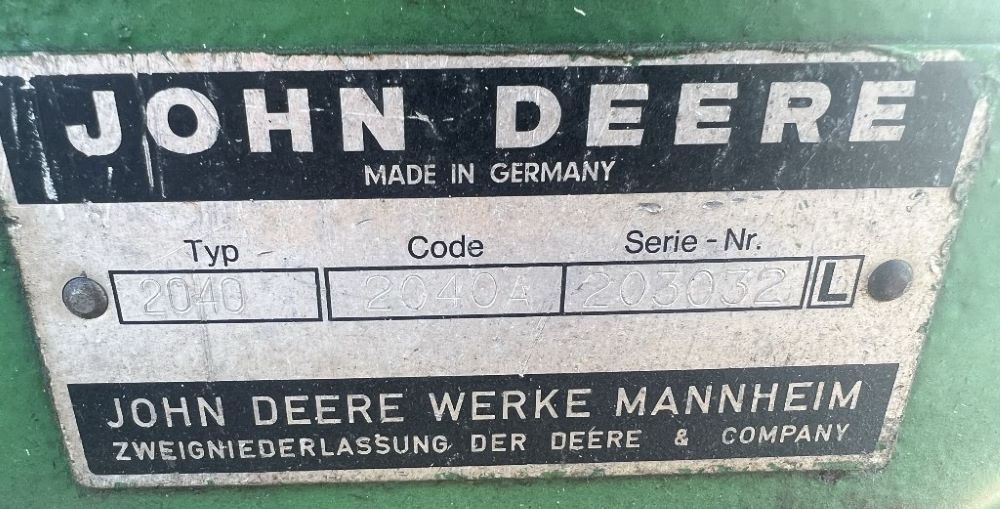 JOHN DEERE
MADE IN GERMANY
Typ Code Serie-Nr.
2040 2040A 203032 L
JOHN DEERE WERKE MANNHEIM
ZWEIGNIEDERLASSUNG DER DEERE & COMPANY